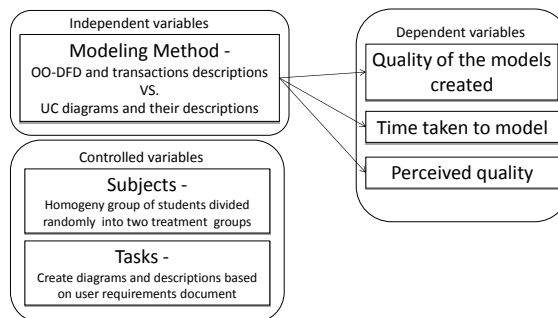 Independent variables
Modeling Method -
OO-DFD and transactions descriptions
VS.
UC diagrams and their descriptions
Controlled variables
Subjects -
Homogeny group of students divided
randomly into two treatment groups
Tasks -
Create diagrams and descriptions based
on user requirements document
Dependent variables
Quality of the models
created
Time taken to model
Perceived quality